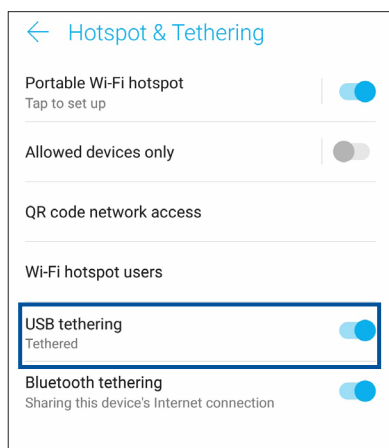 Hotspot & Tethering
Portable Wi-Fi hotspot
Tap to set up
Allowed devices only
QR code network access
Wi-Fi hotspot users
USB tethering
Tethered
Bluetooth tethering
Sharing this device's Internet connection